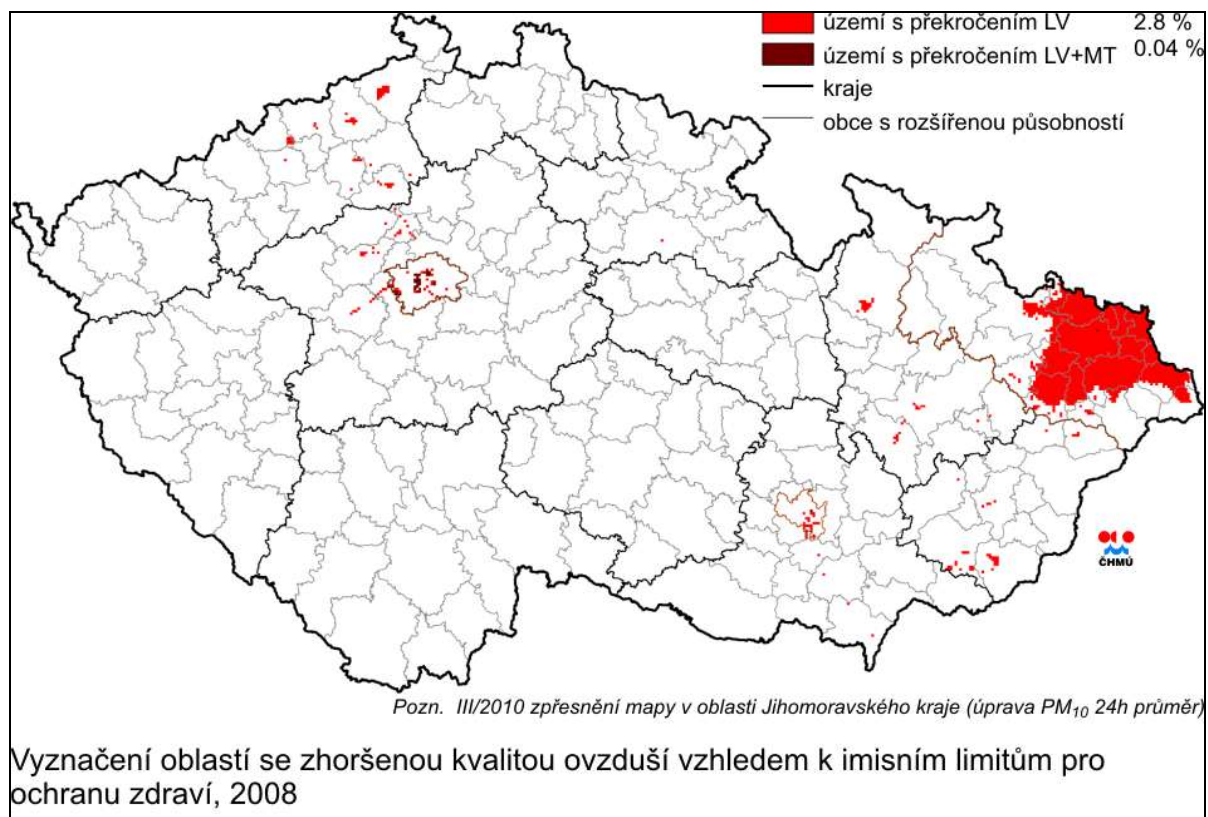 území s překročením LV 2.8 %
území s překročením LV+MT 0.04 %
kraje
obce s rozšířenou působností
ČHMÚ
Pozn. III/2010 zpřesnění mapy v oblasti Jihomoravského kraje (úprava PM10 24h průměr)
Vyznačení oblastí se zhoršenou kvalitou ovzduší vzhledem k imisním limitům pro
ochranu zdraví, 2008